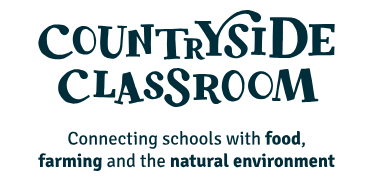 COUNTRYSIDE
CLASSROOM
Connecting schools with food,
farming and the natural environment